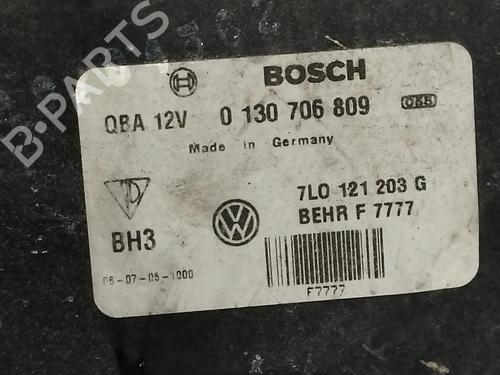 B-PARTS
BOSCH
QBA 12V 0 130 706 809
Made in Germany
7L0 121 203 G
BEHR F 7777
BH3
06-07-05-1000
F7777